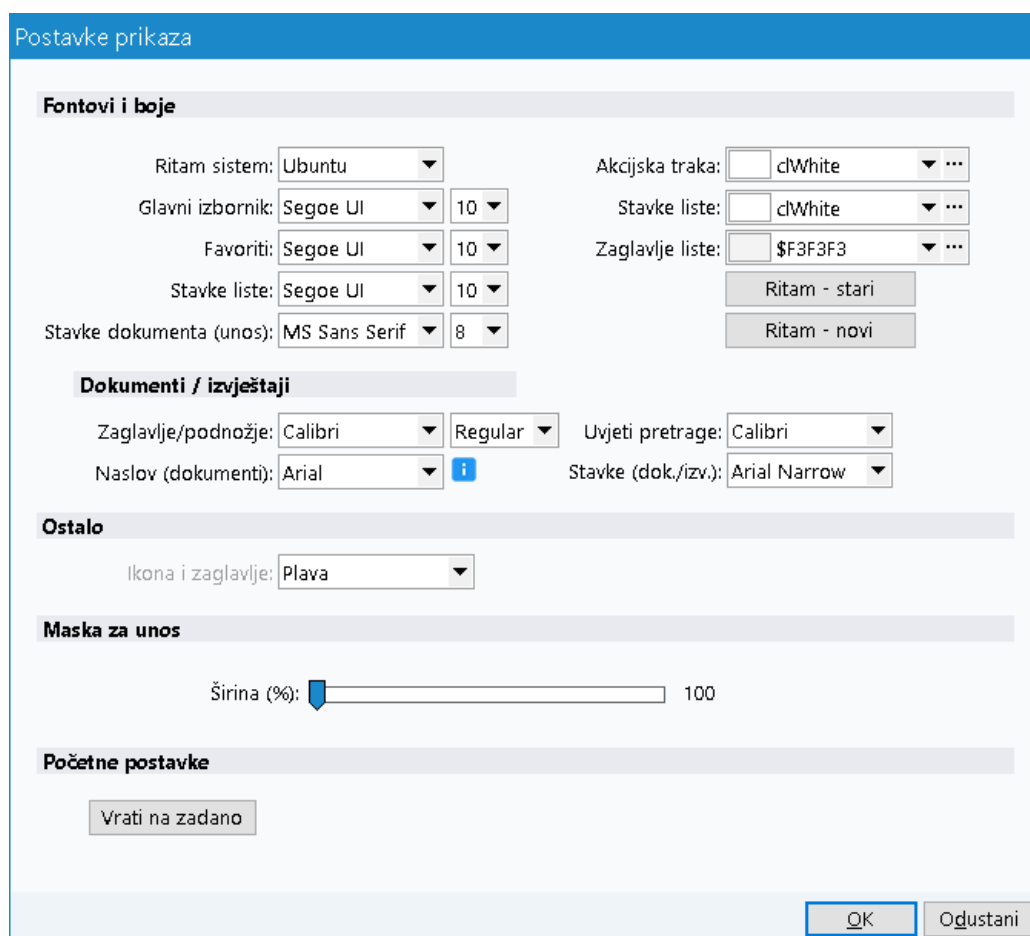 Postavke prikaza
Fontovi i boje
Ritam sistem: Ubuntu Akcijska traka: clWhite ...
Glavni izbornik: Segoe UI 10 Stavke liste: clWhite ...
Favoriti: Segoe UI 10 Zaglavlje liste: $F3F3F3 ...
Stavke liste: Segoe UI 10 Ritam - stari
Stavke dokumenta (unos): MS Sans Serif 8 Ritam - novi
Dokumenti / izvještaji
Zaglavlje/podnožje: Calibri Regular Uvjeti pretrage: Calibri
Naslov (dokumenti): Arial i Stavke (dok./izv.): Arial Narrow
Ostalo
Ikona i zaglavlje: Plava
Maska za unos
Širina (%): 100
Početne postavke
Vrati na zadano
OK Odustani